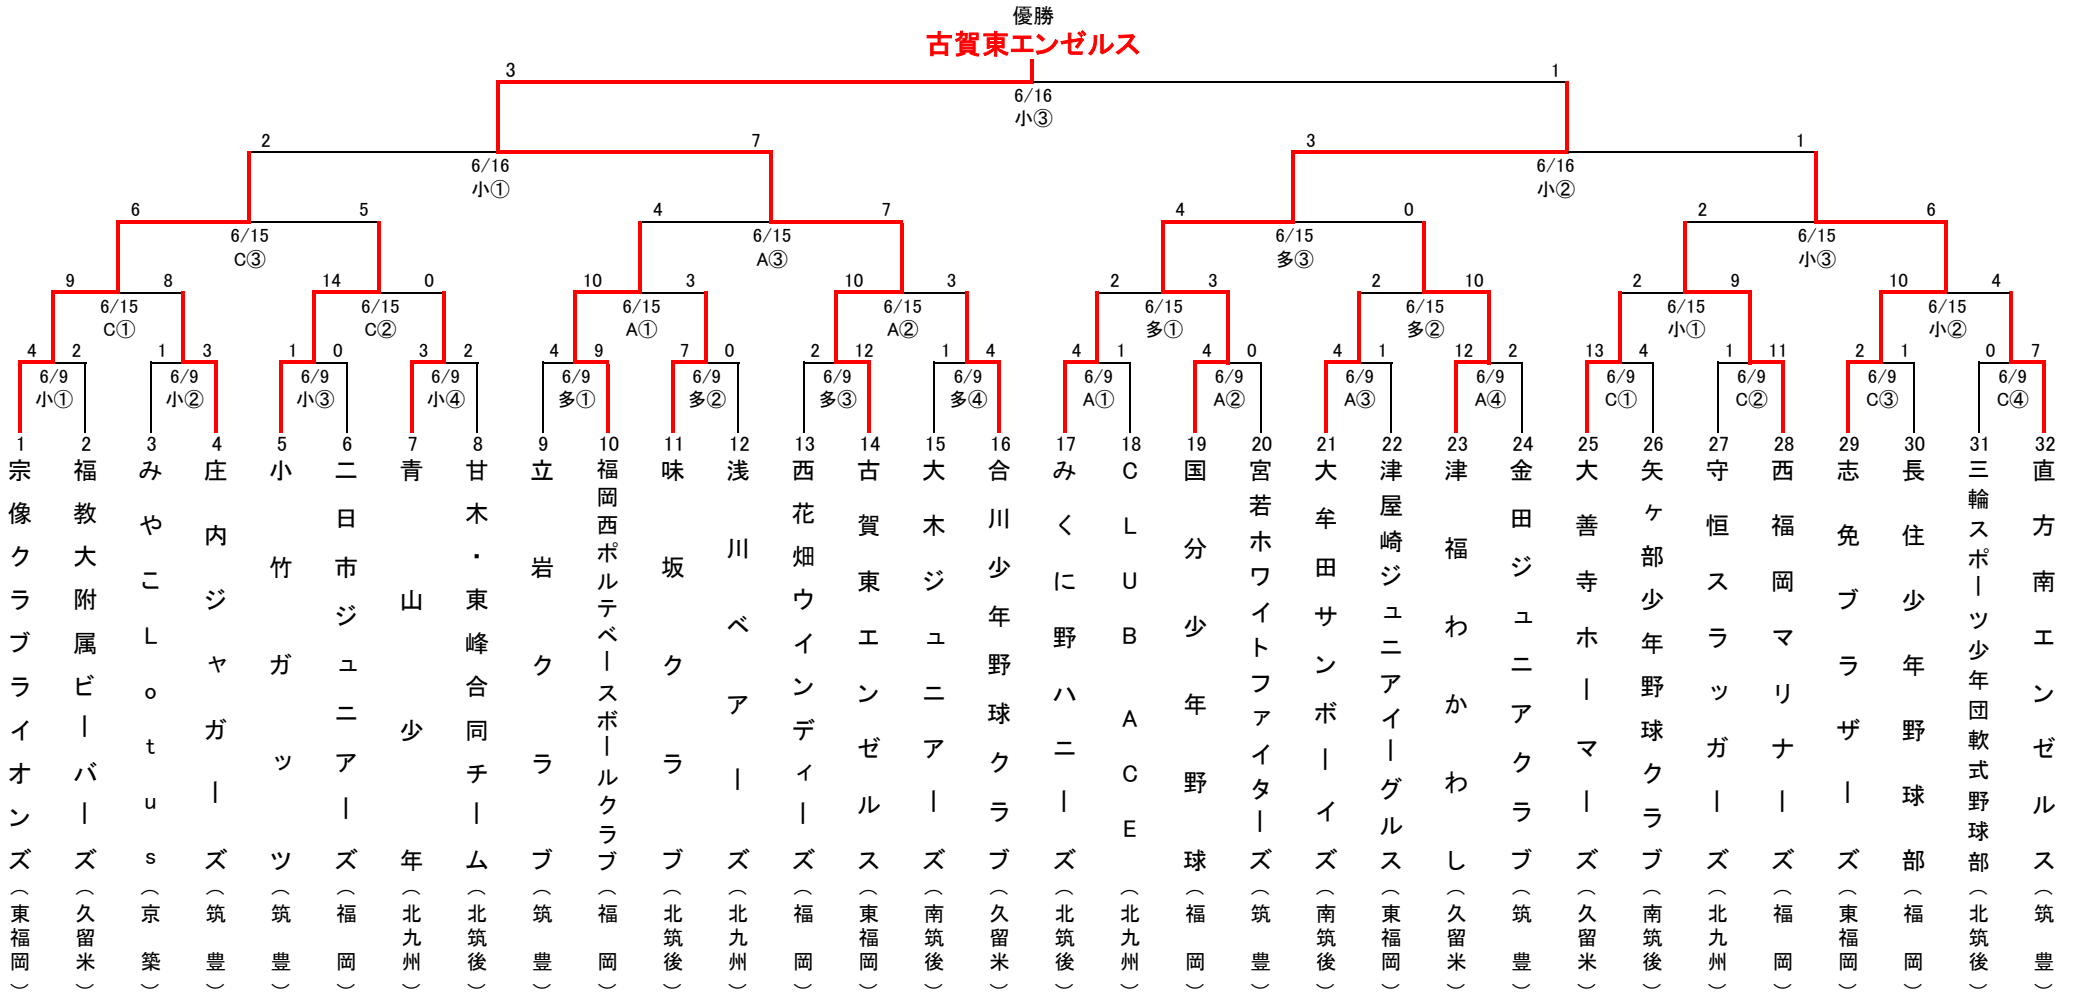 優勝
古賀東エンゼルス
3 1
6/16
小③
2 7 3 1
6/16 6/16
小① 小②
6 5 4 7 4 0 2 6
6/15 6/15 6/15 6/15
C③ A③ 多③ 小③
9 8 14 0 10 3 10 3 2 3 2 10 2 9 10 4
6/15 6/15 6/15 6/15 6/15 6/15 6/15 6/15
C① C② A① A② 多① 多② 小① 小②
4 2 1 3 1 0 3 2 4 9 7 0 2 12 1 4 4 1 4 0 4 1 12 2 13 4 1 11 2 1 0 7
6/9 6/9 6/9 6/9 6/9 6/9 6/9 6/9 6/9 6/9 6/9 6/9 6/9 6/9 6/9 6/9
小① 小② 小③ 小④ 多① 多② 多③ 多④ A① A② A③ A④ C① C② C③ C④
1 宗像クラブライオンズ（東福岡）
2 福教大附属ビーバーズ（久留米）
3 みやこLotus（京築）
4 庄内ジャガーズ（筑豊）
5 小竹ガッツ（筑豊）
6 二日市ジュニアーズ（福岡）
7 青山少年（北九州）
8 甘木・東峰合同チーム（北筑後）
9 立岩クラブ（筑豊）
10 福岡西ポルテベースボールクラブ（福岡）
11 味坂クラブ（北筑後）
12 浅川ベアーズ（北九州）
13 西花畑ウインディーズ（福岡）
14 古賀東エンゼルス（東福岡）
15 大木ジュニアーズ（南筑後）
16 合川少年野球クラブ（久留米）
17 みくに野ハニーズ（北筑後）
18 CLUB ACE（北九州）
19 国分少年野球（福岡）
20 宮若ホワイトファイターズ（筑豊）
21 大牟田サンボーイズ（南筑後）
22 津屋崎ジュニアイーグルス（東福岡）
23 津福わかわし（久留米）
24 金田ジュニアクラブ（筑豊）
25 大善寺ホーマーズ（久留米）
26 矢ヶ部少年野球クラブ（南筑後）
27 守恒スラッガーズ（北九州）
28 西福岡マリナーズ（福岡）
29 志免ブラザーズ（東福岡）
30 長住少年野球部（福岡）
31 三輪スポーツ少年団軟式野球部（北筑後）
32 直方南エンゼルス（筑豊）